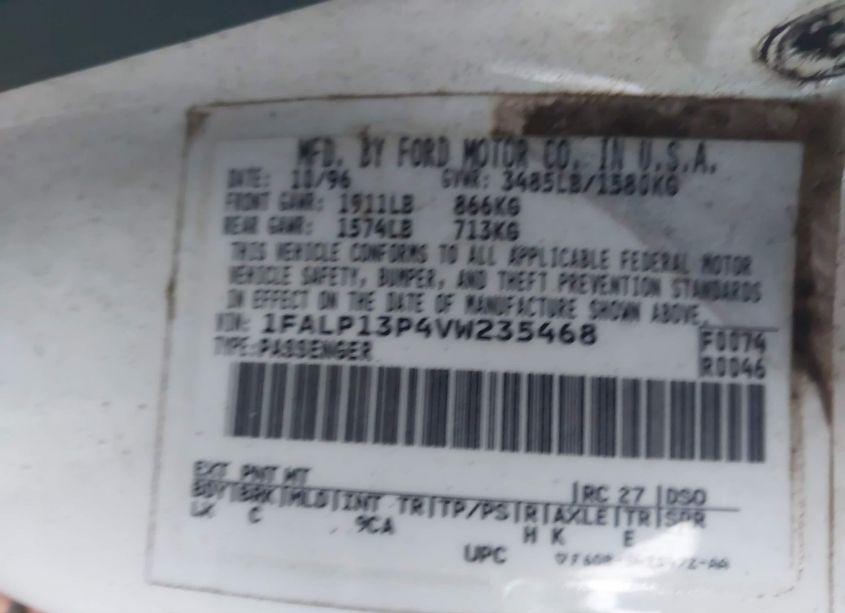 MFD. BY FORD MOTOR CO. IN U.S.A.
DATE: 10/96 GVWR: 3485LB/1580KG
FRONT GAWR: 1911LB 866KG
REAR GAWR: 1574LB 713KG
THIS VEHICLE CONFORMS TO ALL APPLICABLE FEDERAL MOTOR
VEHICLE SAFETY, BUMPER, AND THEFT PREVENTION STANDARDS
IN EFFECT ON THE DATE OF MANUFACTURE SHOWN ABOVE.
VIN: 1FALP13P4VW235468 F0074
TYPE: PASSENGER R0046
EXT PNT MT |RC 27 |DSO
BDY|BRK|MLD|INT TR|TP/PS|R|AXLE|TR|SPR
LK C 9CA H K E
UPC